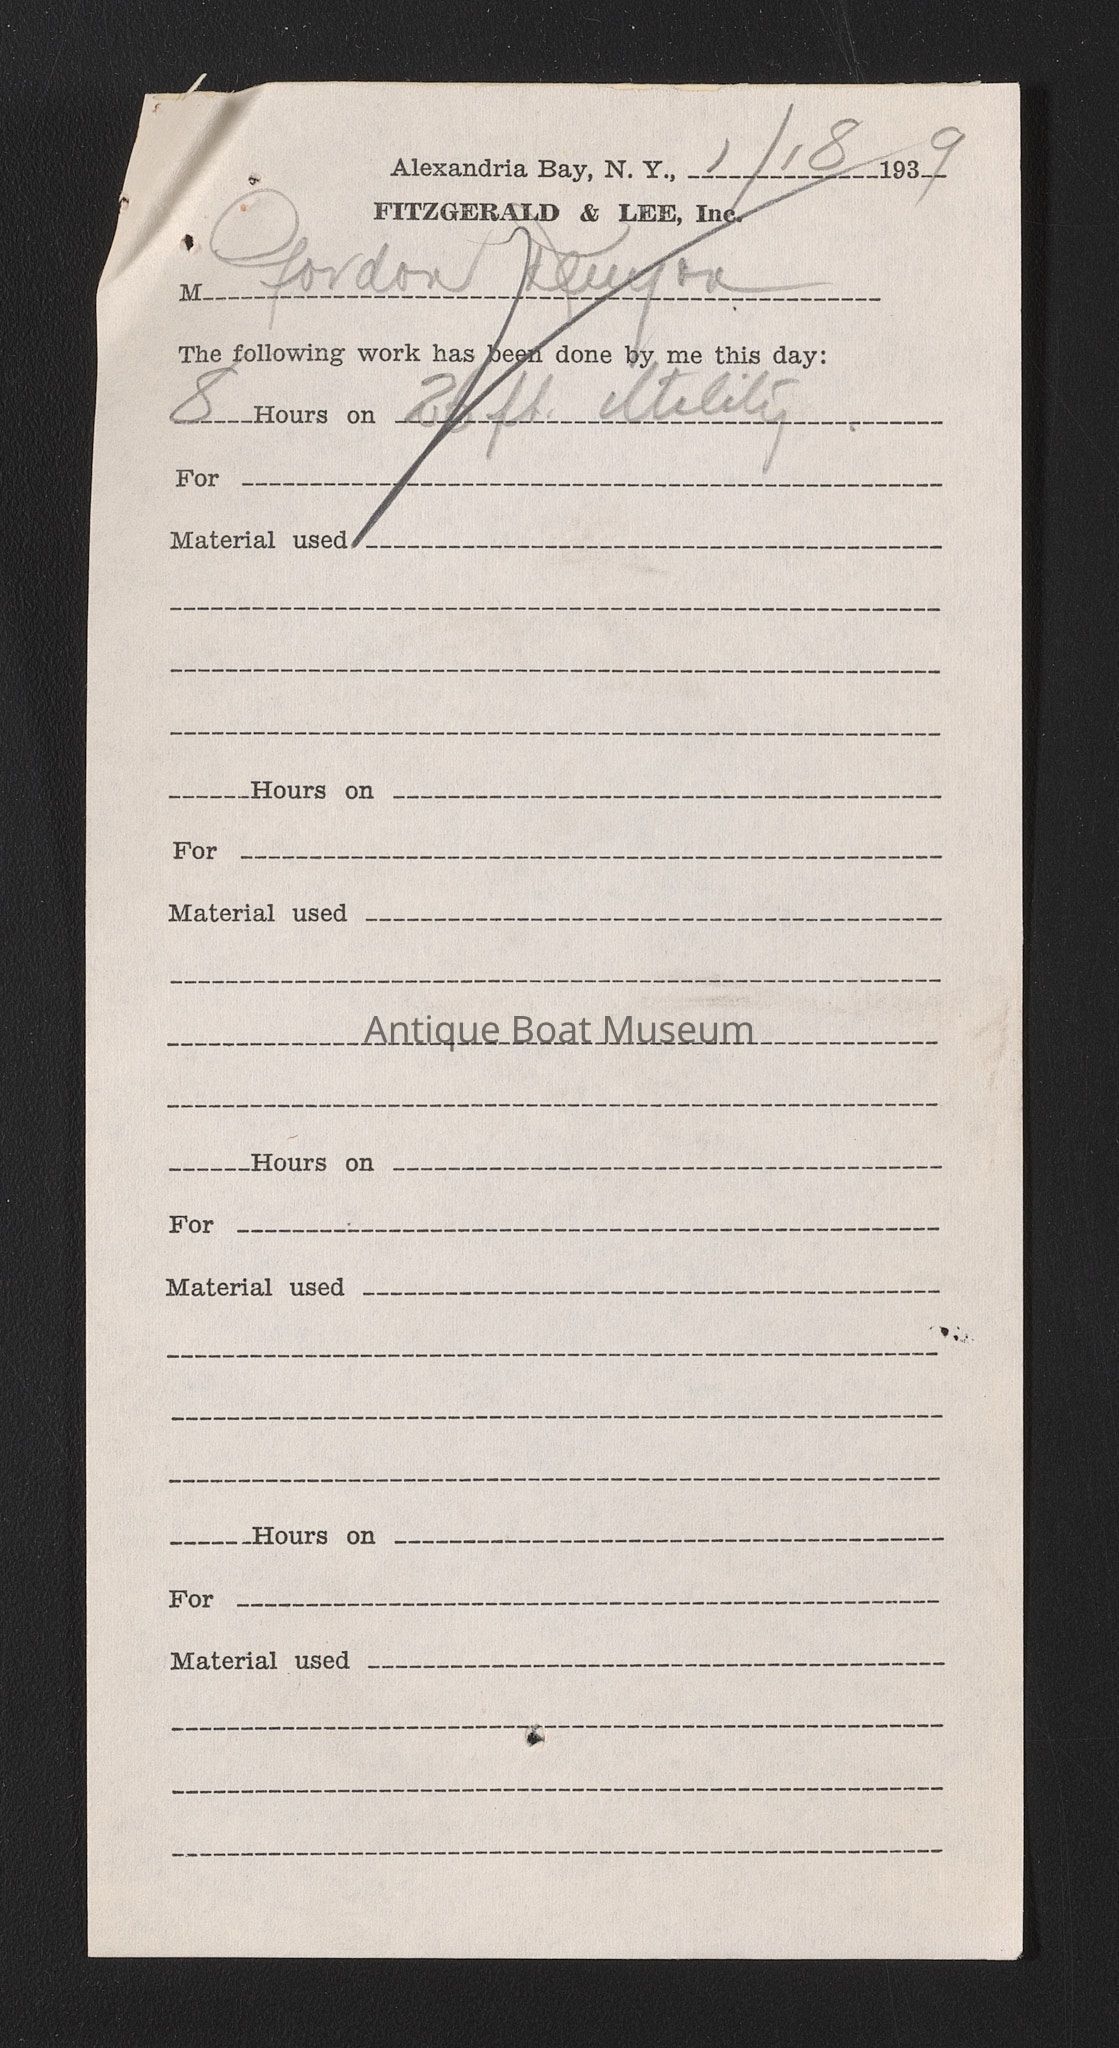 Alexandria Bay, N. Y., 1/18 1939
FITZGERALD & LEE, Inc.
M Gordon Kenyon
The following work has been done by me this day:
8 Hours on 26 ft. Utility
For
Material used
Hours on
For
Material used
Antique Boat Museum
Hours on
For
Material used
Hours on
For
Material used